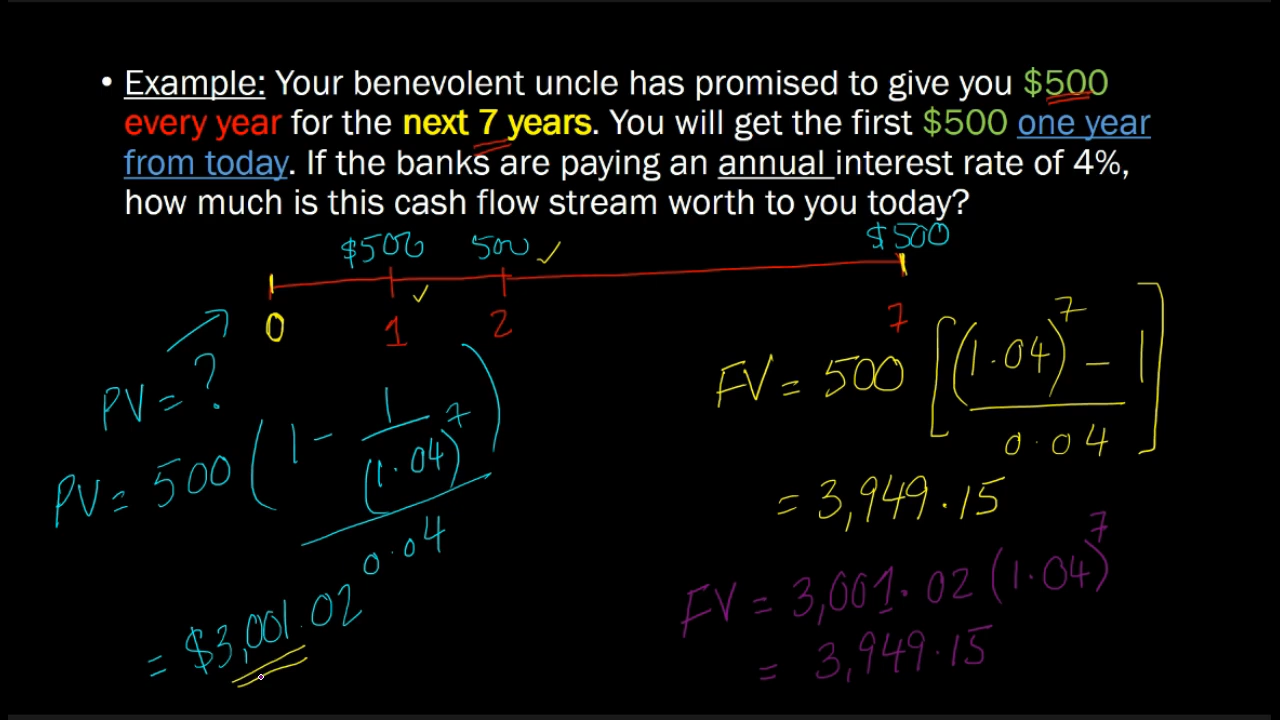 • Example: Your benevolent uncle has promised to give you $500
every year for the next 7 years. You will get the first $500 one year
from today. If the banks are paying an annual interest rate of 4%,
how much is this cash flow stream worth to you today?
$500 500 ✓ $500
✓
0 1 2 7
PV = ?
PV = 500 (1 - 1/(1.04)^7) / 0.04
= $3,001.02
FV = 500 [((1.04)^7 - 1) / 0.04]
= 3,949.15
FV = 3,001.02 (1.04)^7
= 3,949.15